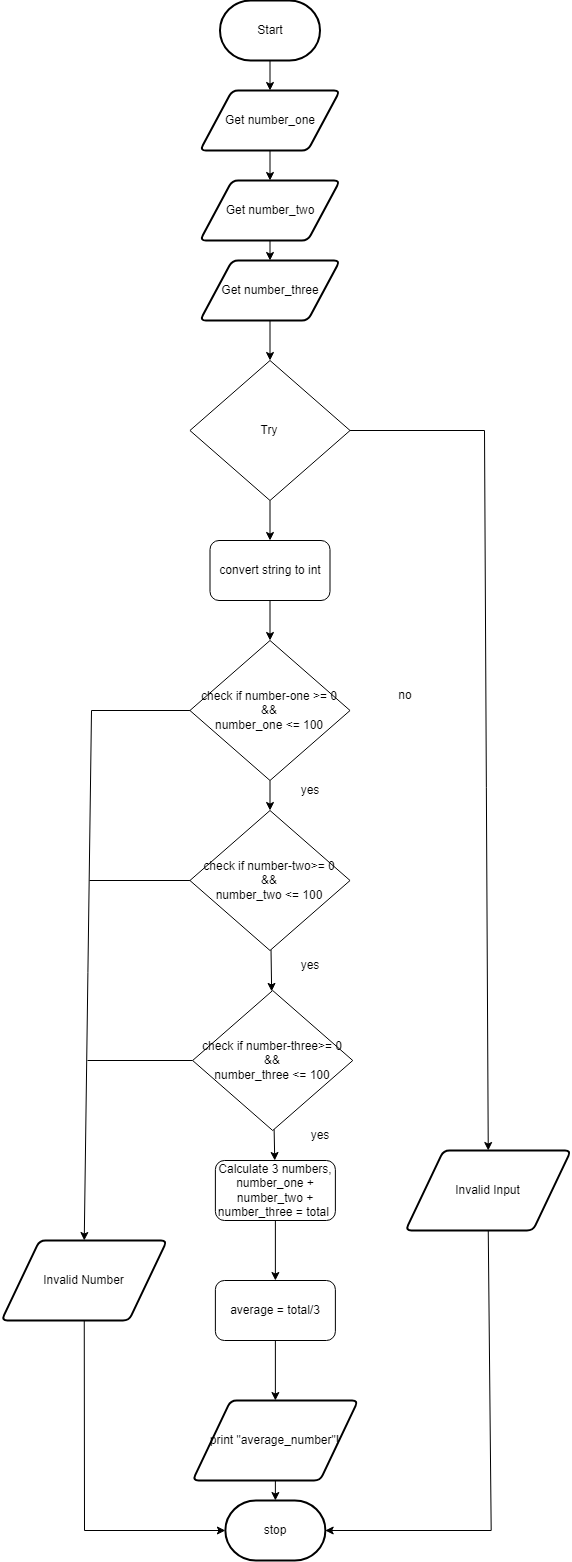 Start
Get number_one
Get number_two
Get number_three
Try
convert string to int
check if number-one >= 0
&&
number_one <= 100
no
yes
check if number-two>= 0
&&
number_two <= 100
yes
check if number-three>= 0
&&
number_three <= 100
yes
Calculate 3 numbers,
number_one +
number_two +
number_three = total
Invalid Input
Invalid Number
average = total/3
print "average_number"l
stop